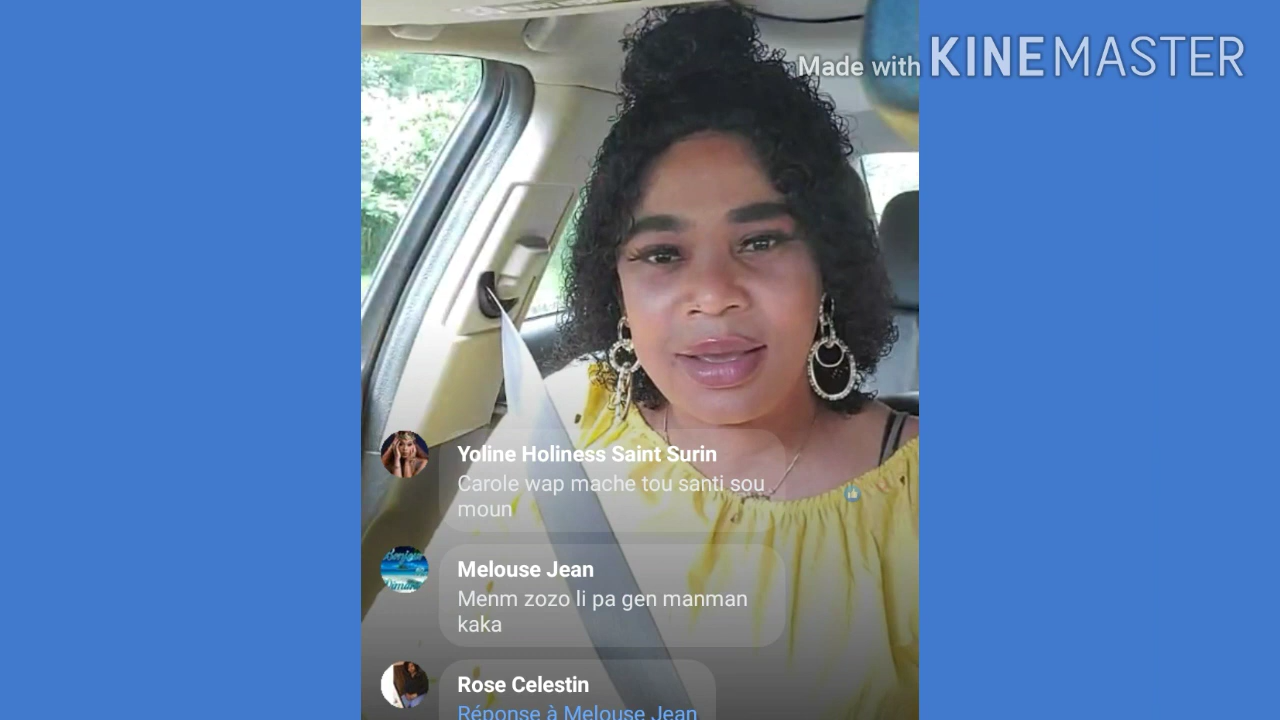 Made with KINEMASTER
Yoline Holiness Saint Surin
Carole wap mache tou santi sou
moun
Melouse Jean
Menm zozo li pa gen manman
kaka
Rose Celestin
Réponse à Melouse Jean